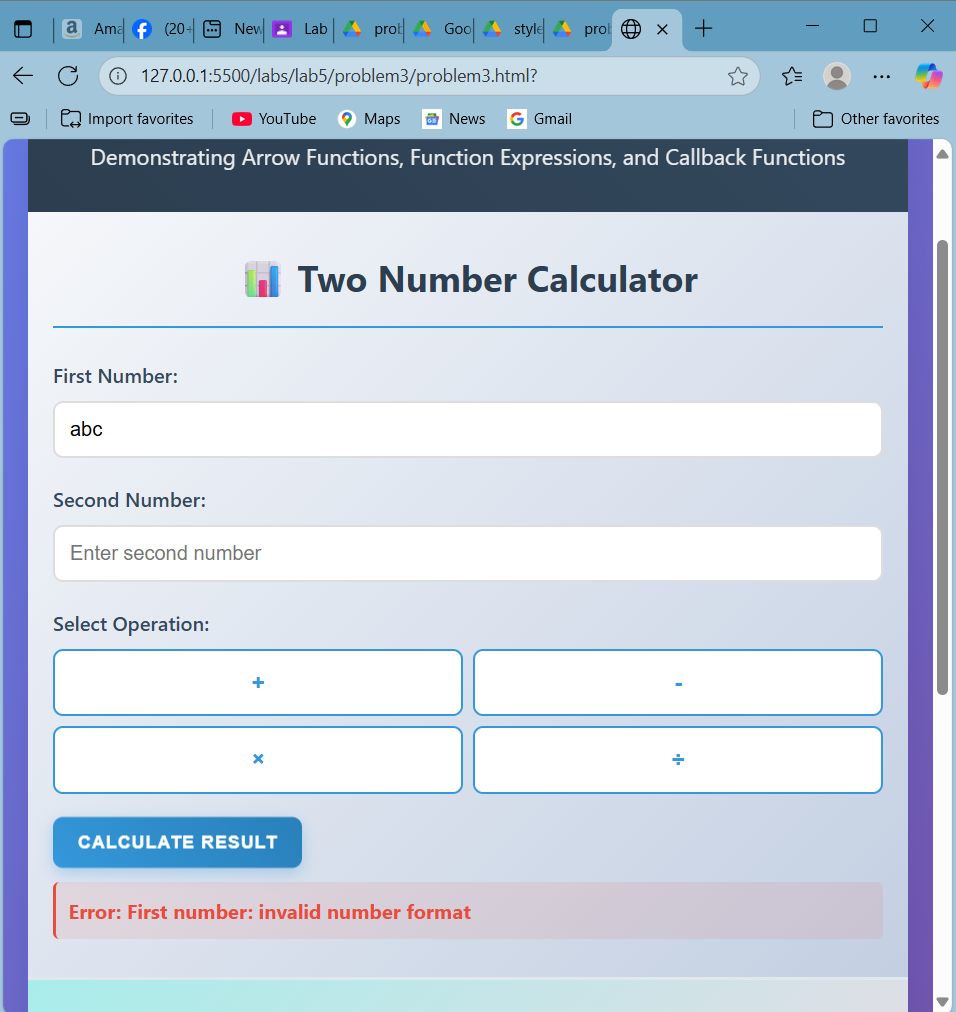 Ama
(20+
New
Lab
prob
Goo
style
prob
127.0.0.1:5500/labs/lab5/problem3/problem3.html?
Import favorites
YouTube
Maps
News
Gmail
Other favorites
Demonstrating Arrow Functions, Function Expressions, and Callback Functions
Two Number Calculator
First Number:
abc
Second Number:
Enter second number
Select Operation:
+ -
× ÷
CALCULATE RESULT
Error: First number: invalid number format